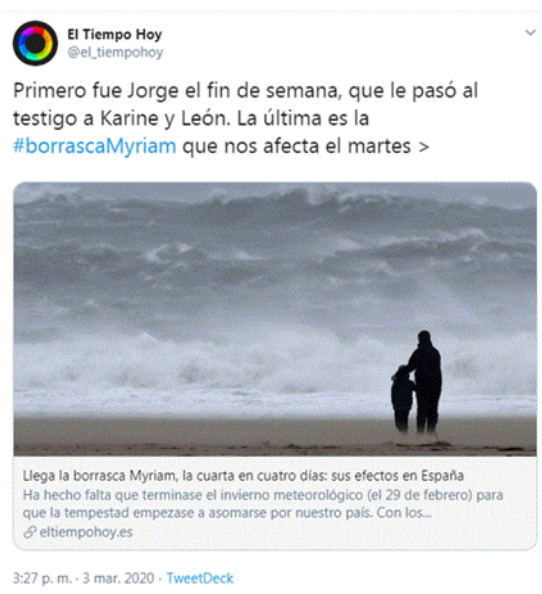 El Tiempo Hoy
@el_tiempohoy
Primero fue Jorge el fin de semana, que le pasó al
testigo a Karine y León. La última es la
#borrascaMyriam que nos afecta el martes >
Llega la borrasca Myriam, la cuarta en cuatro días: sus efectos en España
Ha hecho falta que terminase el invierno meteorológico (el 29 de febrero) para
que la tempestad empezase a asomarse por nuestro país. Con los...
eltiempohoy.es
3:27 p. m. · 3 mar. 2020 · TweetDeck